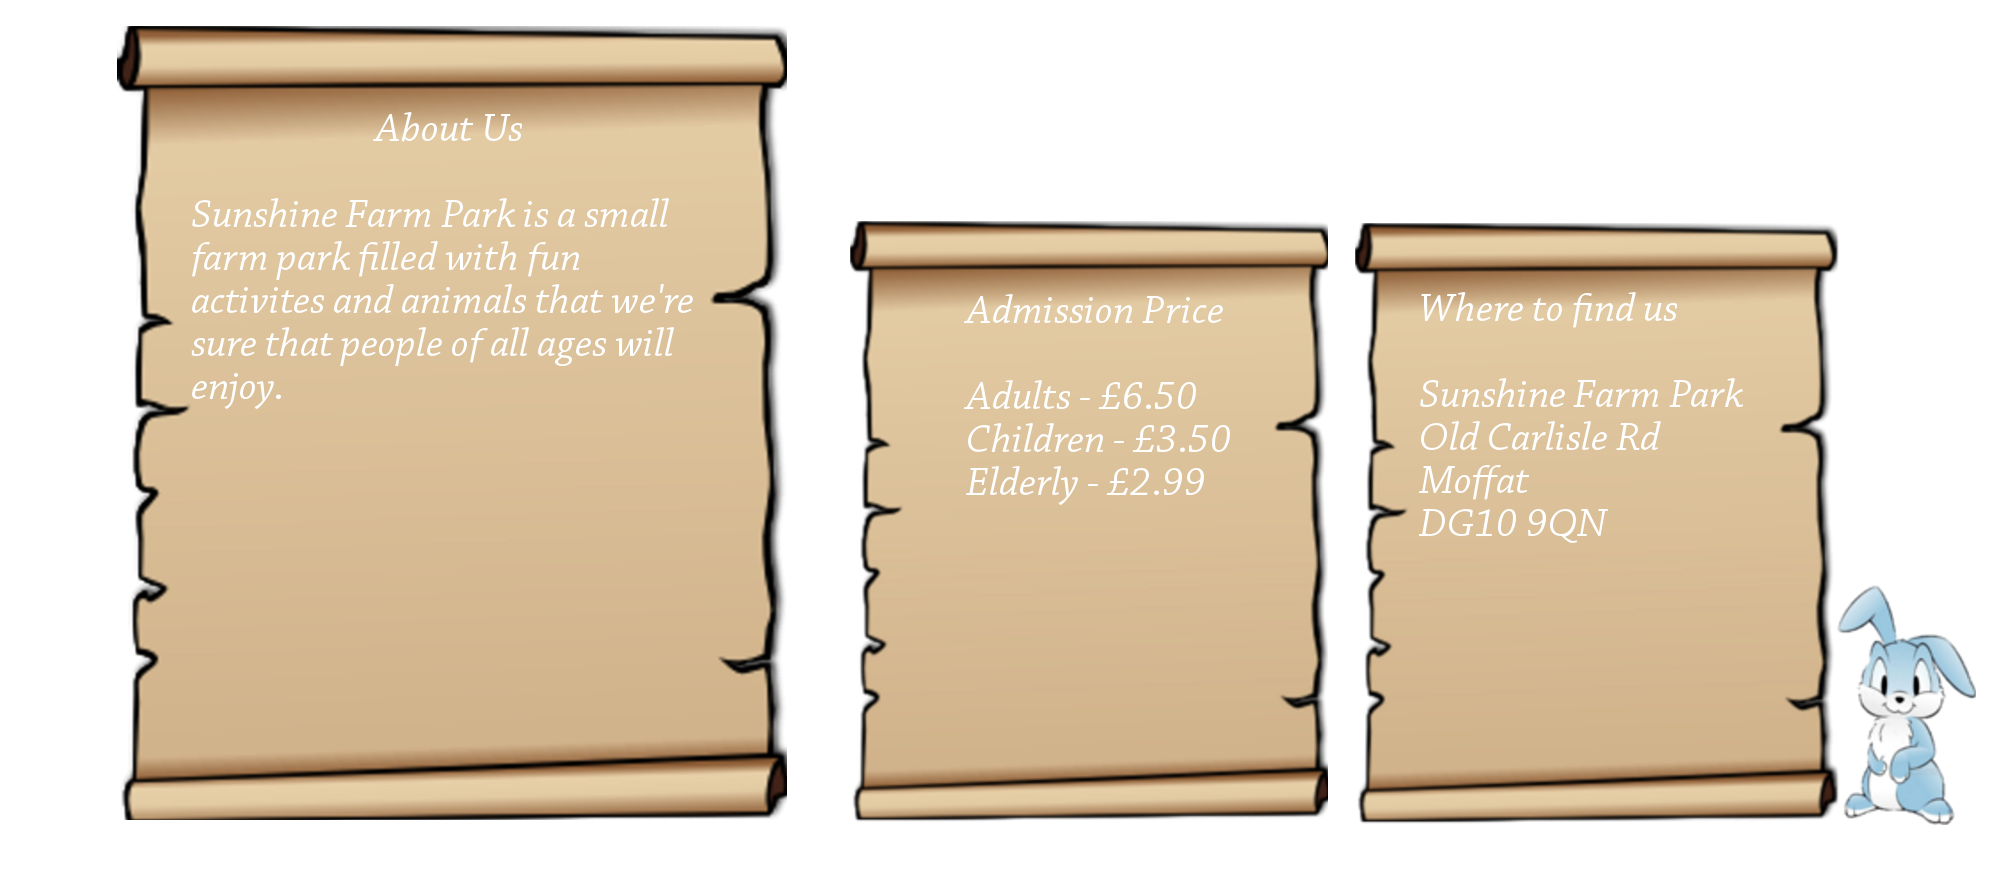 About Us
Sunshine Farm Park is a small
farm park filled with fun
activites and animals that we're
sure that people of all ages will
enjoy.
Admission Price
Adults - £6.50
Children - £3.50
Elderly - £2.99
Where to find us
Sunshine Farm Park
Old Carlisle Rd
Moffat
DG10 9QN